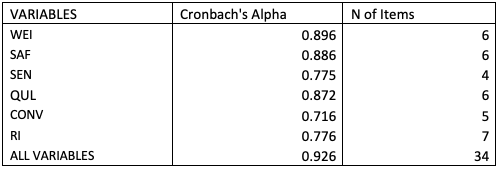 VARIABLES Cronbach's Alpha N of Items
WEI 0.896 6
SAF 0.886 6
SEN 0.775 4
QUL 0.872 6
CONV 0.716 5
RI 0.776 7
ALL VARIABLES 0.926 34